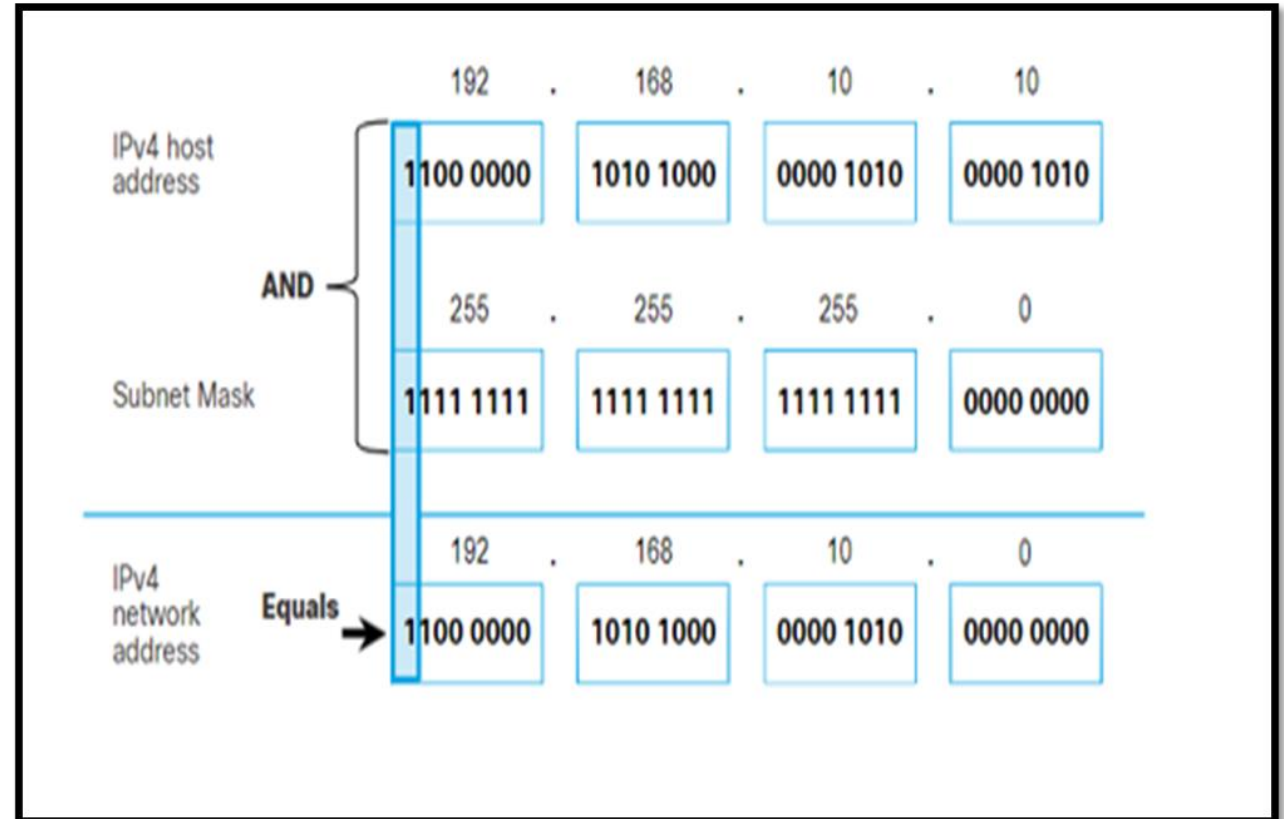 192 . 168 . 10 . 10
IPv4 host
address
1100 0000 1010 1000 0000 1010 0000 1010
AND
255 . 255 . 255 . 0
Subnet Mask
1111 1111 1111 1111 1111 1111 0000 0000
192 . 168 . 10 . 0
IPv4
network
address
Equals
1100 0000 1010 1000 0000 1010 0000 0000